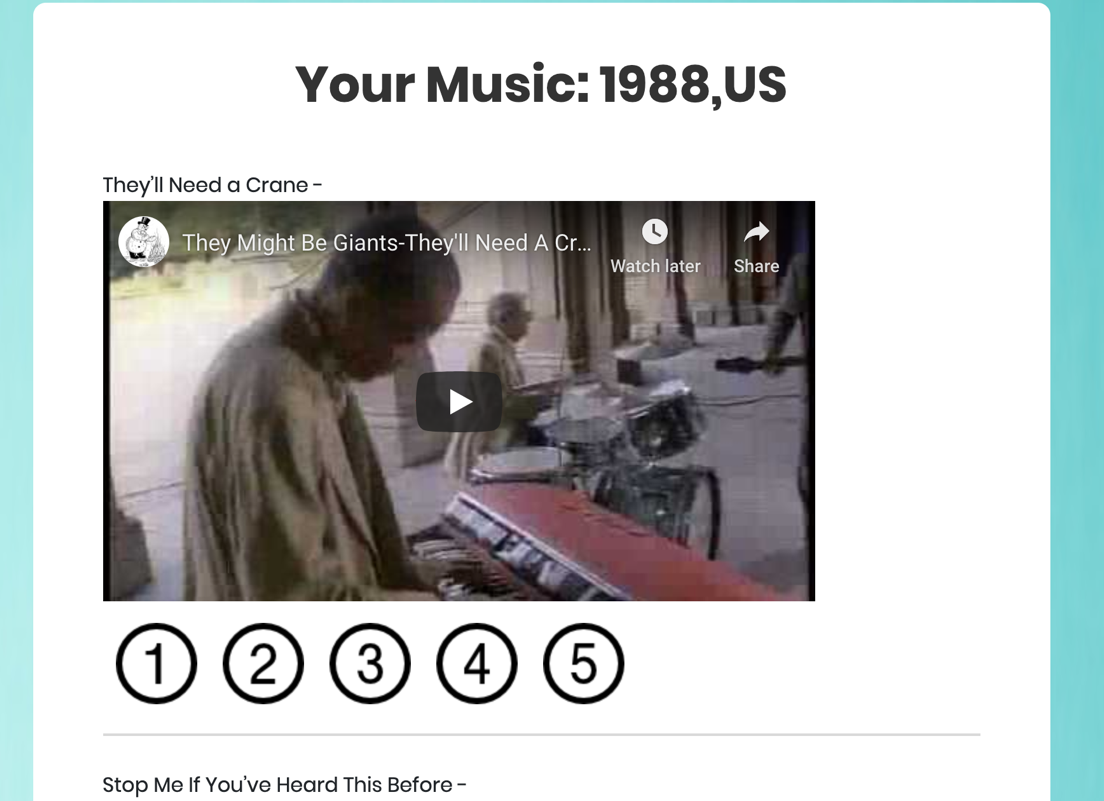 Your Music: 1988,US
They’ll Need a Crane -
They Might Be Giants-They'll Need A Cr...
Watch later
Share
1 2 3 4 5
Stop Me If You’ve Heard This Before -